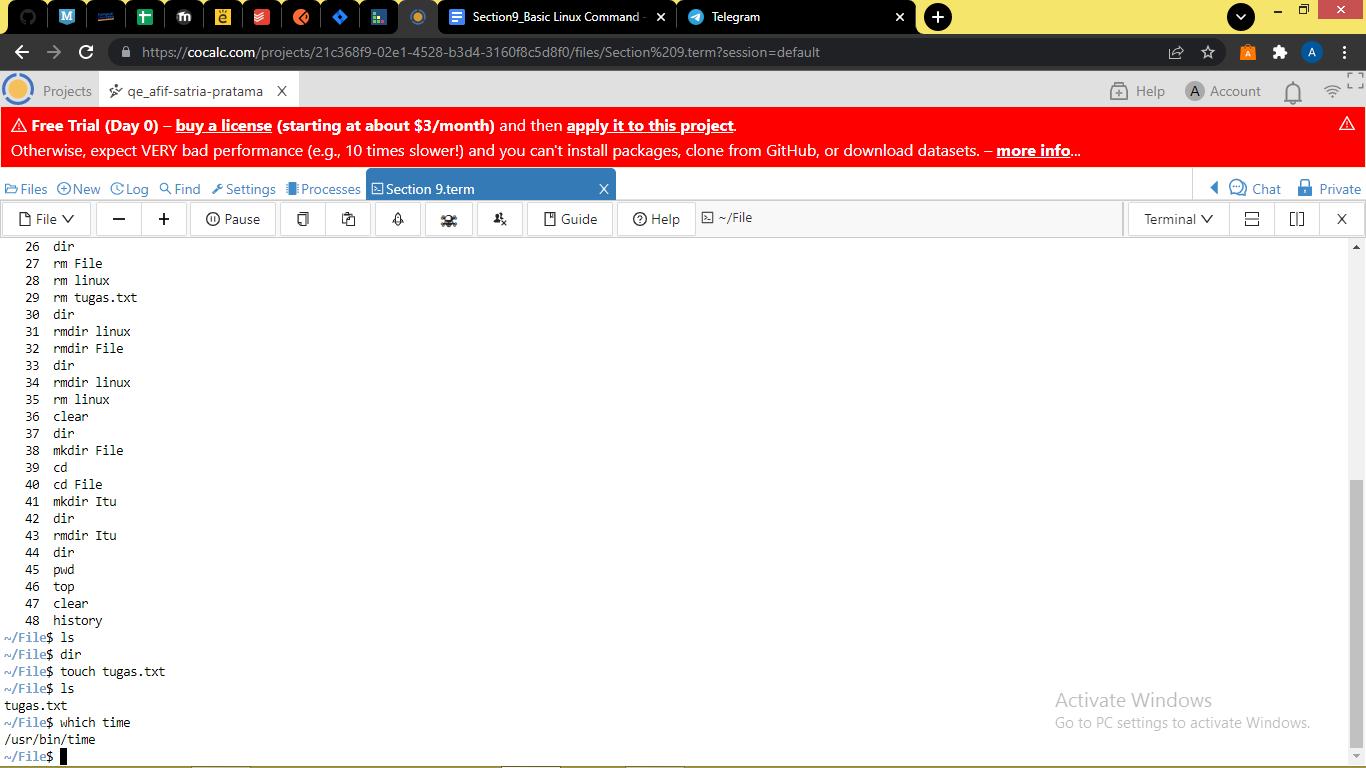 Section9_Basic Linux Command -
Telegram
https://cocalc.com/projects/21c368f9-02e1-4528-b3d4-3160f8c5d8f0/files/Section%209.term?session=default
A
Projects
qe_afif-satria-pratama
Help
A Account
Free Trial (Day 0) – buy a license (starting at about $3/month) and then apply it to this project.
Otherwise, expect VERY bad performance (e.g., 10 times slower!) and you can't install packages, clone from GitHub, or download datasets. – more info...
Files New Log Find Settings Processes Section 9.term X Chat Private
File Pause Guide Help ~/File Terminal
26 dir
27 rm File
28 rm linux
29 rm tugas.txt
30 dir
31 rmdir linux
32 rmdir File
33 dir
34 rmdir linux
35 rm linux
36 clear
37 dir
38 mkdir File
39 cd
40 cd File
41 mkdir Itu
42 dir
43 rmdir Itu
44 dir
45 pwd
46 top
47 clear
48 history
~/File$ ls
~/File$ dir
~/File$ touch tugas.txt
~/File$ ls
tugas.txt
~/File$ which time
/usr/bin/time
~/File$
Activate Windows
Go to PC settings to activate Windows.